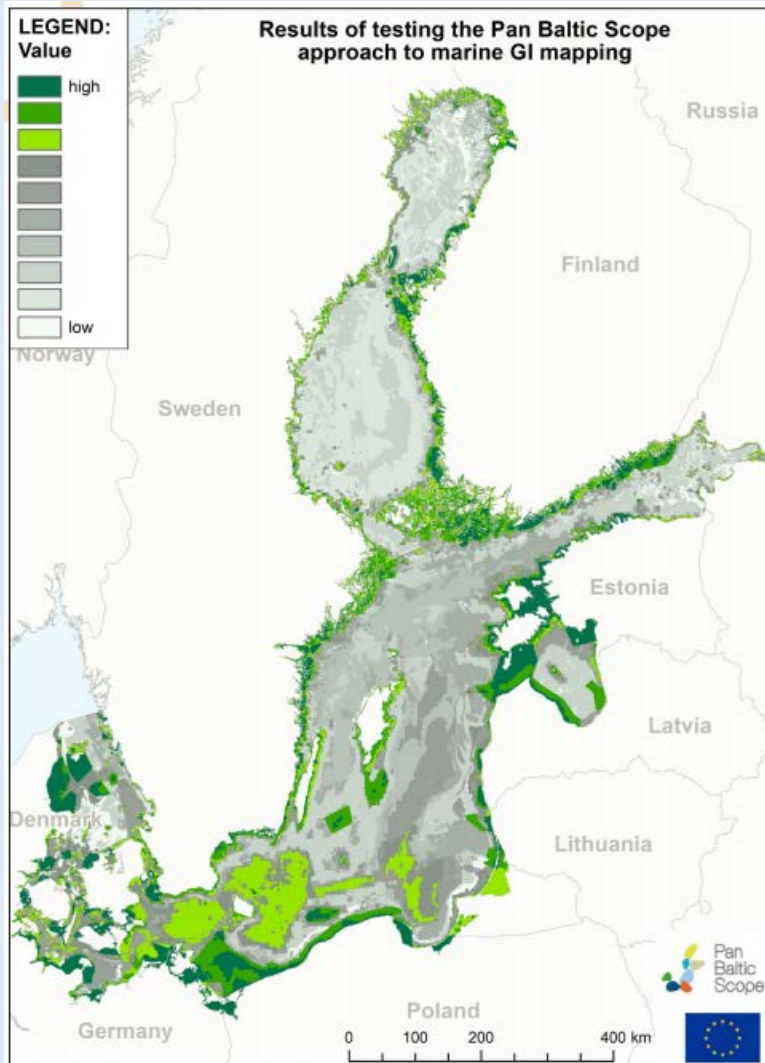 LEGEND:
Value
high
low
Results of testing the Pan Baltic Scope
approach to marine GI mapping
Russia
Finland
Norway
Sweden
Estonia
Latvia
Denmark
Lithuania
Poland
Germany
Pan
Baltic
Scope
0 100 200 400 km